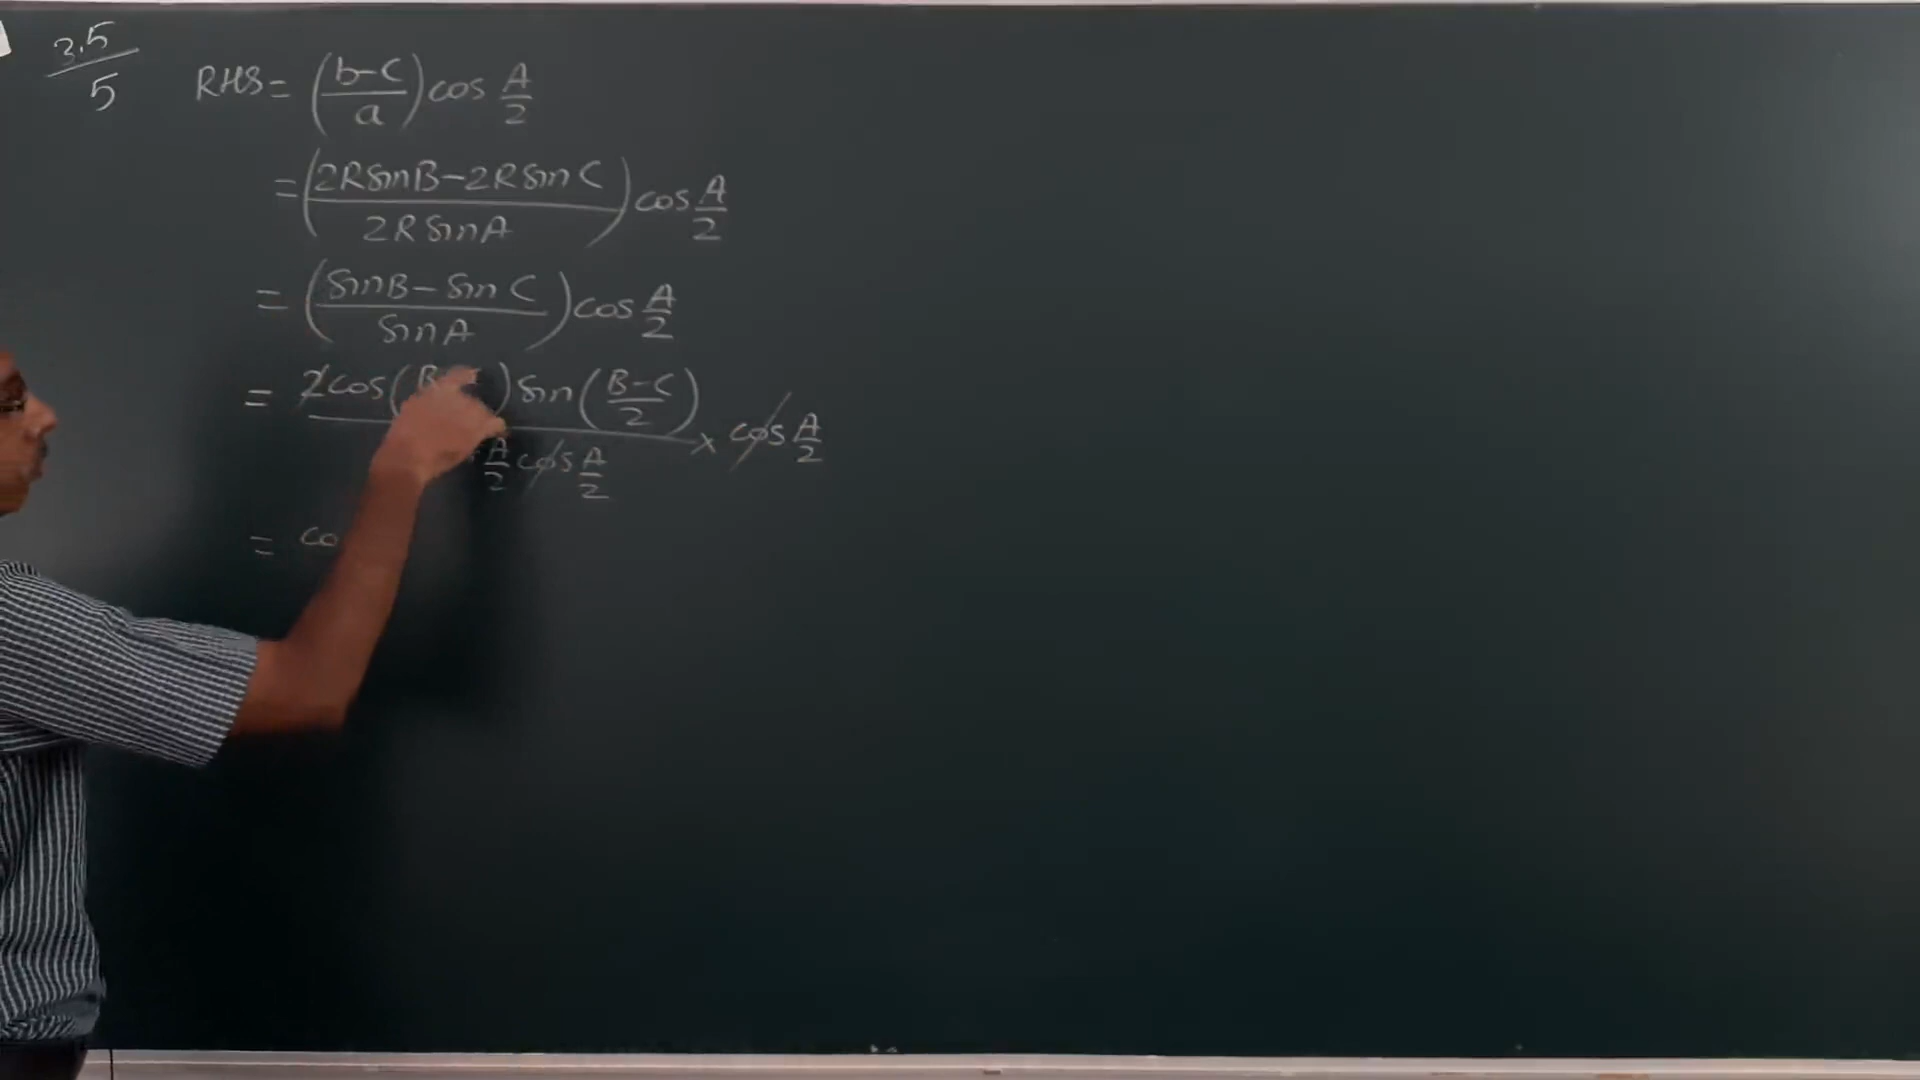 3.5/5
RHS = ((b-c)/a) cos A/2
= ((2R sinB - 2R sin C)/(2R sinA)) cos A/2
= ((sinB - sin C)/(sinA)) cos A/2
= 2cos(B )sin((B-C)/2)
A/2 cos A/2 × cos A/2
= co